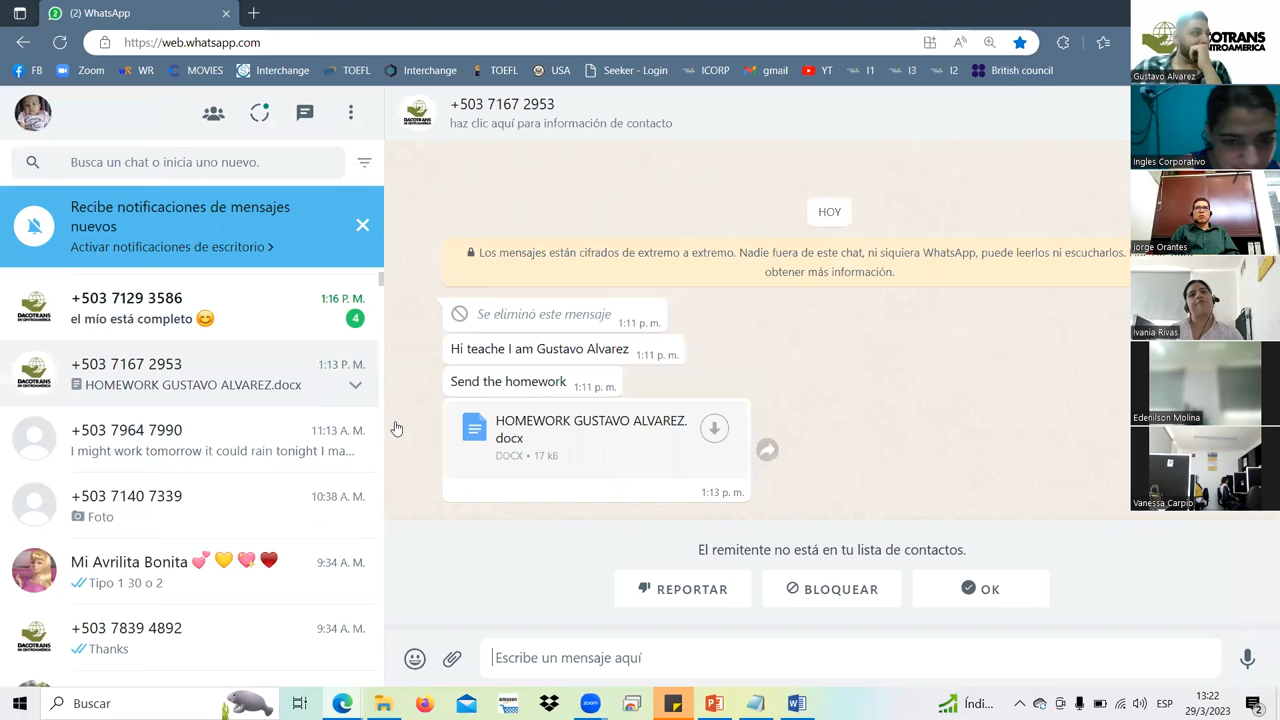 (2) WhatsApp
https://web.whatsapp.com
FB
Zoom
WR
MOVIES
Interchange
TOEFL
Interchange
TOEFL
USA
Seeker - Login
ICORP
gmail
YT
I1
I3
I2
British council
+503 7167 2953
haz clic aquí para información de contacto
Busca un chat o inicia uno nuevo.
Recibe notificaciones de mensajes
nuevos
Activar notificaciones de escritorio
+503 7129 3586
1:16 P. M.
el mío está completo 😊
4
+503 7167 2953
1:13 P. M.
HOMEWORK GUSTAVO ALVAREZ.docx
+503 7964 7990
11:13 A. M.
I might work tomorrow it could rain tonight I ma...
+503 7140 7339
10:38 A. M.
Foto
Mi Avrilita Bonita 💕💛💖❤️
9:34 A. M.
Tipo 1 30 o 2
+503 7839 4892
9:34 A. M.
Thanks
HOY
Los mensajes están cifrados de extremo a extremo. Nadie fuera de este chat, ni siquiera WhatsApp, puede leerlos ni escucharlos.
obtener más información.
Se eliminó este mensaje
1:11 p. m.
Hi teache I am Gustavo Alvarez
1:11 p. m.
Send the homework
1:11 p. m.
HOMEWORK GUSTAVO ALVAREZ.
docx
DOCX • 17 kB
1:13 p. m.
El remitente no está en tu lista de contactos.
REPORTAR
BLOQUEAR
OK
Escribe un mensaje aquí
Gustavo Alvarez
Ingles Corporativo
jorge Orantes
Ivania Rivas
Edenilson Molina
Vanessa Carpio
Buscar
Índi...
ESP
13:22
29/3/2023
2